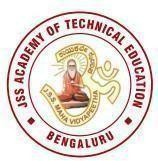 JSS ACADEMY OF TECHNICAL EDUCATION
J.S.S. MAHA VIDYAPEETHA
BENGALURU